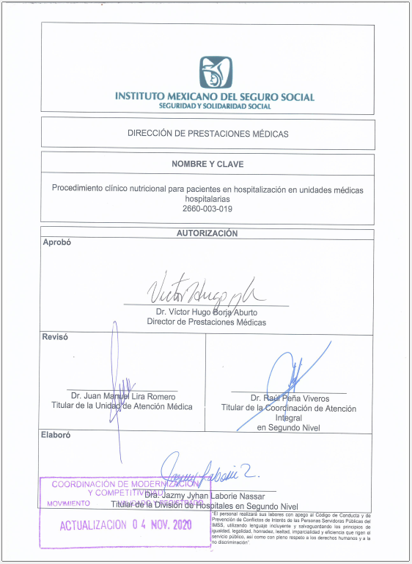 INSTITUTO MEXICANO DEL SEGURO SOCIAL
SEGURIDAD Y SOLIDARIDAD SOCIAL
DIRECCIÓN DE PRESTACIONES MÉDICAS
NOMBRE Y CLAVE
Procedimiento clínico nutricional para pacientes en hospitalización en unidades médicas
hospitalarias
2660-003-019
AUTORIZACIÓN
Aprobó
Dr. Víctor Hugo Borja Aburto
Director de Prestaciones Médicas
Revisó
Dr. Juan Manuel Lira Romero
Titular de la Unidad de Atención Médica
Dr. Raúl Peña Viveros
Titular de la Coordinación de Atención
Integral
en Segundo Nivel
Elaboró
Dra. Jazmy Jyhan Laborie Nassar
Titular de la División de Hospitales en Segundo Nivel
COORDINACIÓN DE MODERNIZACIÓN
Y COMPETITIVIDAD
MOVIMIENTO
ACTUALIZACIÓN 04 NOV. 2020
"El personal realizará sus labores con apego al Código de Conducta y de
Prevención de Conflictos de Interés de las Personas Servidoras Públicas del
IMSS, utilizando lenguaje incluyente y salvaguardando los principios de
igualdad, legalidad, honradez, lealtad, imparcialidad y eficiencia que rigen el
servicio público, así como con pleno respeto a los derechos humanos y a la
no discriminación"